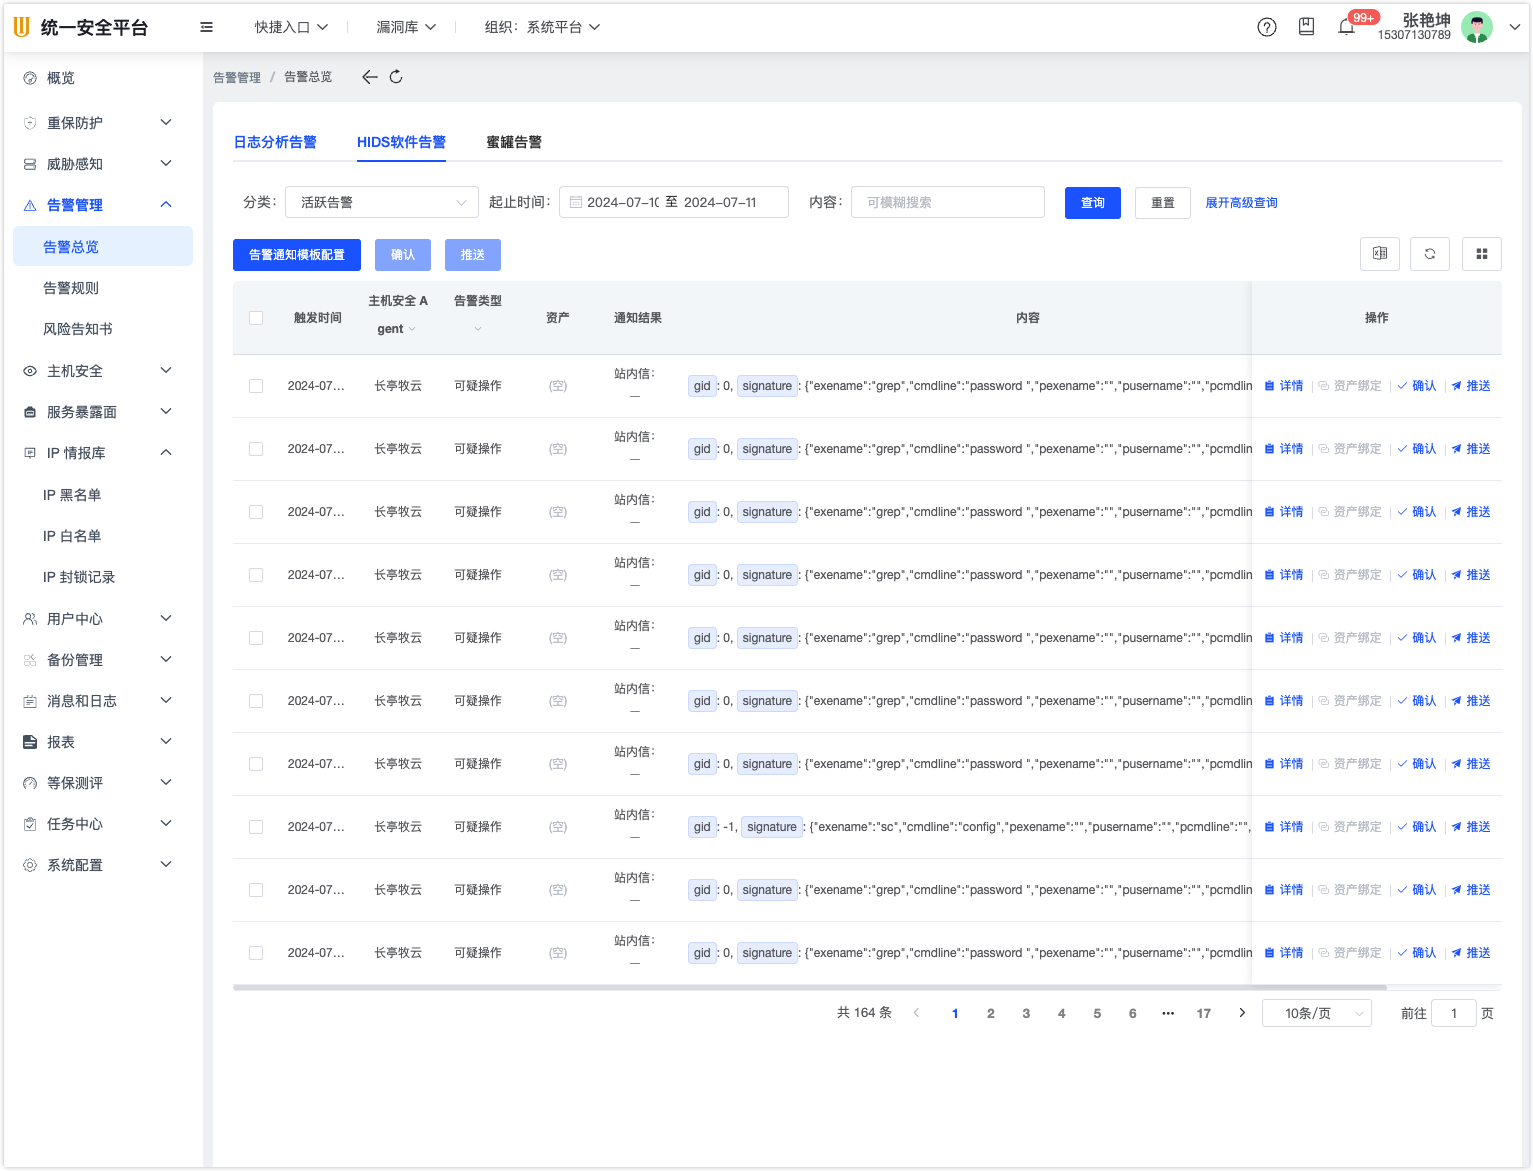 统一安全平台
快捷入口
漏洞库
组织：系统平台
99+
张艳坤
15307130789
概览
重保防护
威胁感知
告警管理
告警总览
告警规则
风险告知书
主机安全
服务暴露面
IP 情报库
IP 黑名单
IP 白名单
IP 封锁记录
用户中心
备份管理
消息和日志
报表
等保测评
任务中心
系统配置
告警管理 / 告警总览
日志分析告警 HIDS软件告警 蜜罐告警
分类： 活跃告警 起止时间： 2024-07-10 至 2024-07-11 内容： 可模糊搜索 查询 重置 展开高级查询
告警通知模板配置 确认 推送
触发时间 主机安全 Agent 告警类型 资产 通知结果 内容 操作
2024-07... 长亭牧云 可疑操作 (空) 站内信： — gid: 0, signature: {"exename":"grep","cmdline":"password ","pexename":"","pusername":"","pcmdlin 详情 资产绑定 确认 推送
2024-07... 长亭牧云 可疑操作 (空) 站内信： — gid: 0, signature: {"exename":"grep","cmdline":"password ","pexename":"","pusername":"","pcmdlin 详情 资产绑定 确认 推送
2024-07... 长亭牧云 可疑操作 (空) 站内信： — gid: 0, signature: {"exename":"grep","cmdline":"password ","pexename":"","pusername":"","pcmdlin 详情 资产绑定 确认 推送
2024-07... 长亭牧云 可疑操作 (空) 站内信： — gid: 0, signature: {"exename":"grep","cmdline":"password ","pexename":"","pusername":"","pcmdlin 详情 资产绑定 确认 推送
2024-07... 长亭牧云 可疑操作 (空) 站内信： — gid: 0, signature: {"exename":"grep","cmdline":"password ","pexename":"","pusername":"","pcmdlin 详情 资产绑定 确认 推送
2024-07... 长亭牧云 可疑操作 (空) 站内信： — gid: 0, signature: {"exename":"grep","cmdline":"password ","pexename":"","pusername":"","pcmdlin 详情 资产绑定 确认 推送
2024-07... 长亭牧云 可疑操作 (空) 站内信： — gid: 0, signature: {"exename":"grep","cmdline":"password ","pexename":"","pusername":"","pcmdlin 详情 资产绑定 确认 推送
2024-07... 长亭牧云 可疑操作 (空) 站内信： — gid: -1, signature: {"exename":"sc","cmdline":"config","pexename":"","pusername":"","pcmdline":"", 详情 资产绑定 确认 推送
2024-07... 长亭牧云 可疑操作 (空) 站内信： — gid: 0, signature: {"exename":"grep","cmdline":"password ","pexename":"","pusername":"","pcmdlin 详情 资产绑定 确认 推送
2024-07... 长亭牧云 可疑操作 (空) 站内信： — gid: 0, signature: {"exename":"grep","cmdline":"password ","pexename":"","pusername":"","pcmdlin 详情 资产绑定 确认 推送
共 164 条 1 2 3 4 5 6 ... 17 10条/页 前往 1 页